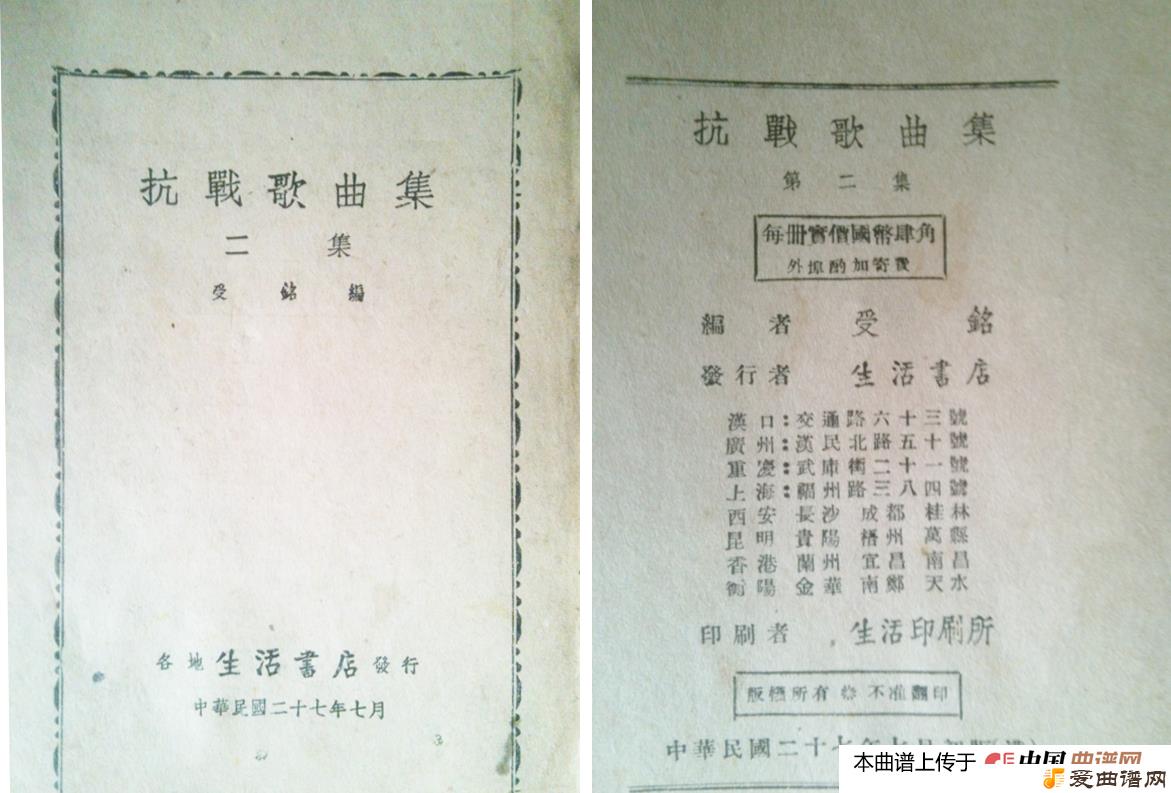 抗戰歌曲集
二集
受銘編
各地生活書店發行
中華民國二十七年七月
3
抗戰歌曲集
第二集
每冊實價國幣肆角
外埠酌加寄費
編者 受銘
發行者 生活書店
漢口:交通路六十三號
廣州:漢民北路五十號
重慶:武庫街二十一號
上海:福州路三八四號
西安 長沙 成都 桂林
昆明 貴陽 梧州 萬縣
香港 蘭州 宜昌 南昌
衡陽 金華 南鄭 天水
印刷者 生活印刷所
版權所有 不准翻印
中華民國二十七年七月初版
本曲谱上传于 中国曲谱网
爱曲谱网